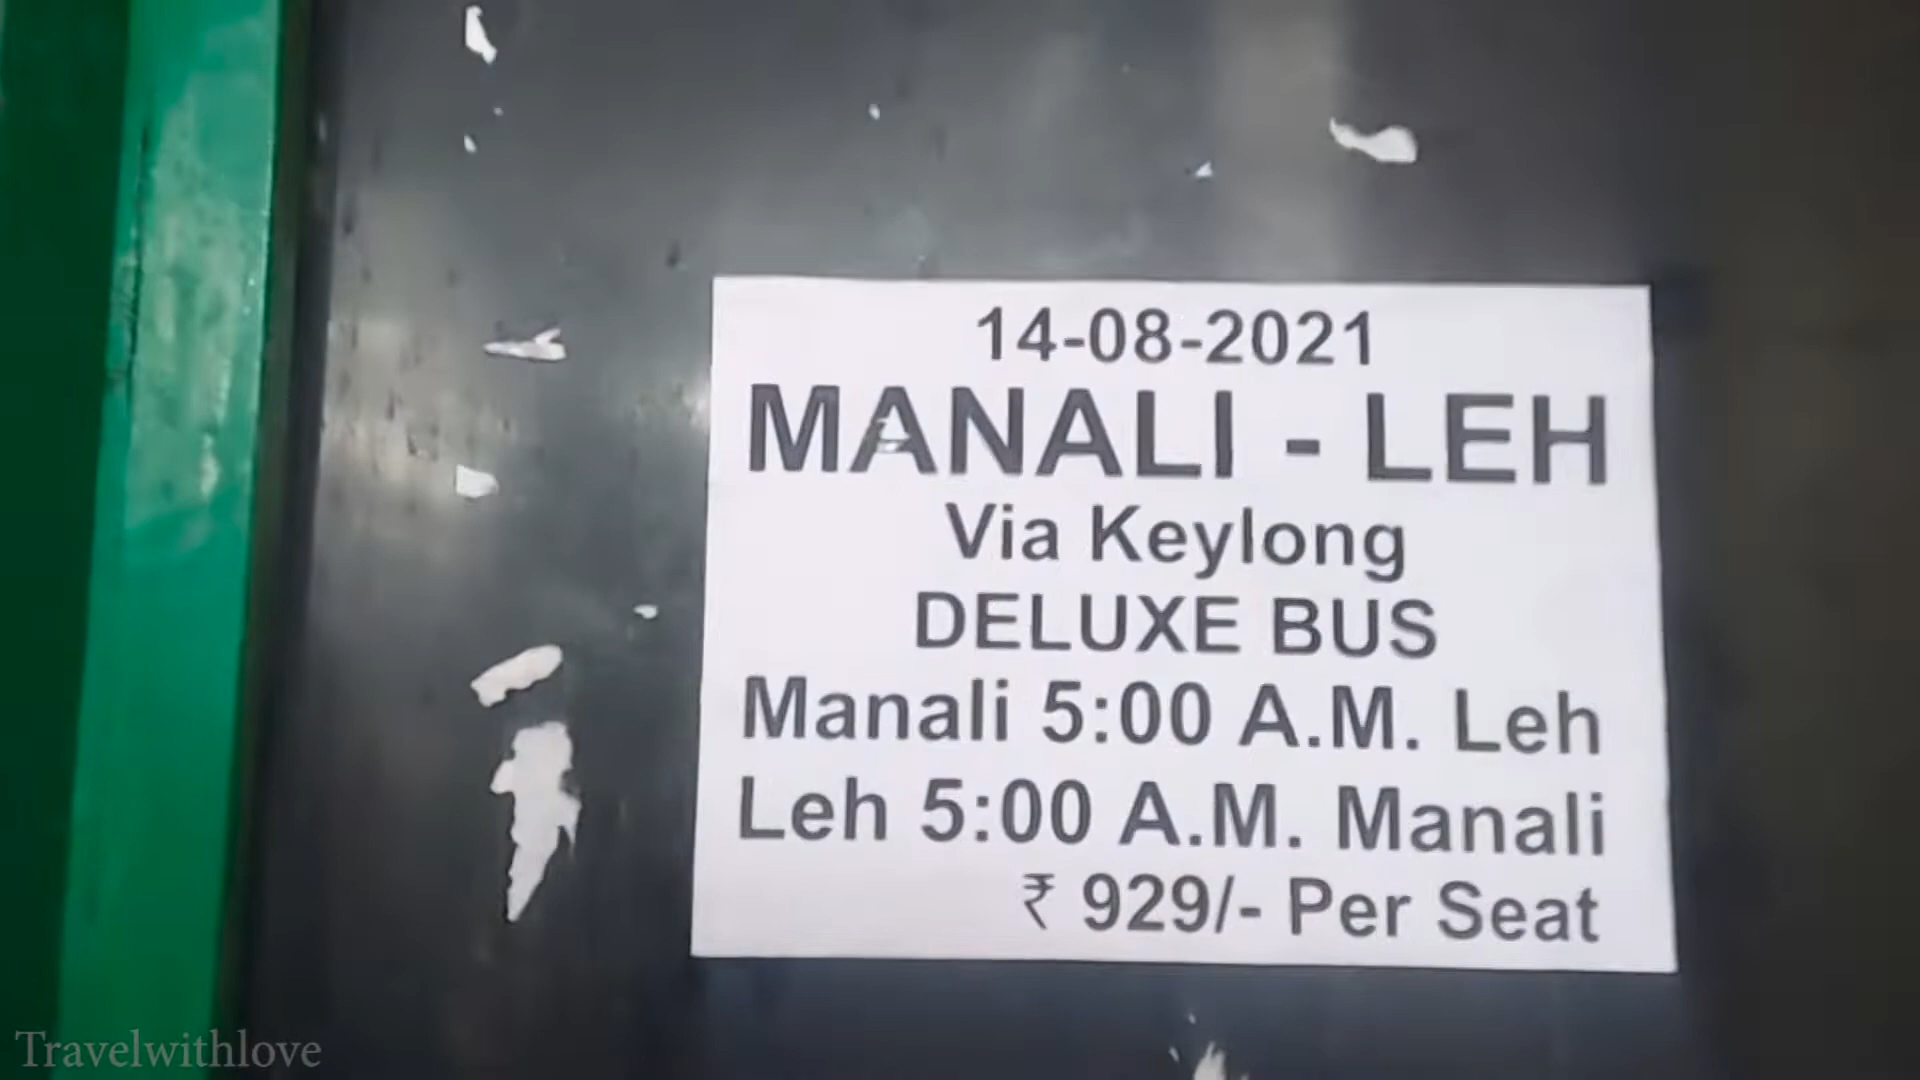 14-08-2021
MANALI - LEH
Via Keylong
DELUXE BUS
Manali 5:00 A.M. Leh
Leh 5:00 A.M. Manali
₹ 929/- Per Seat
Travelwithlove